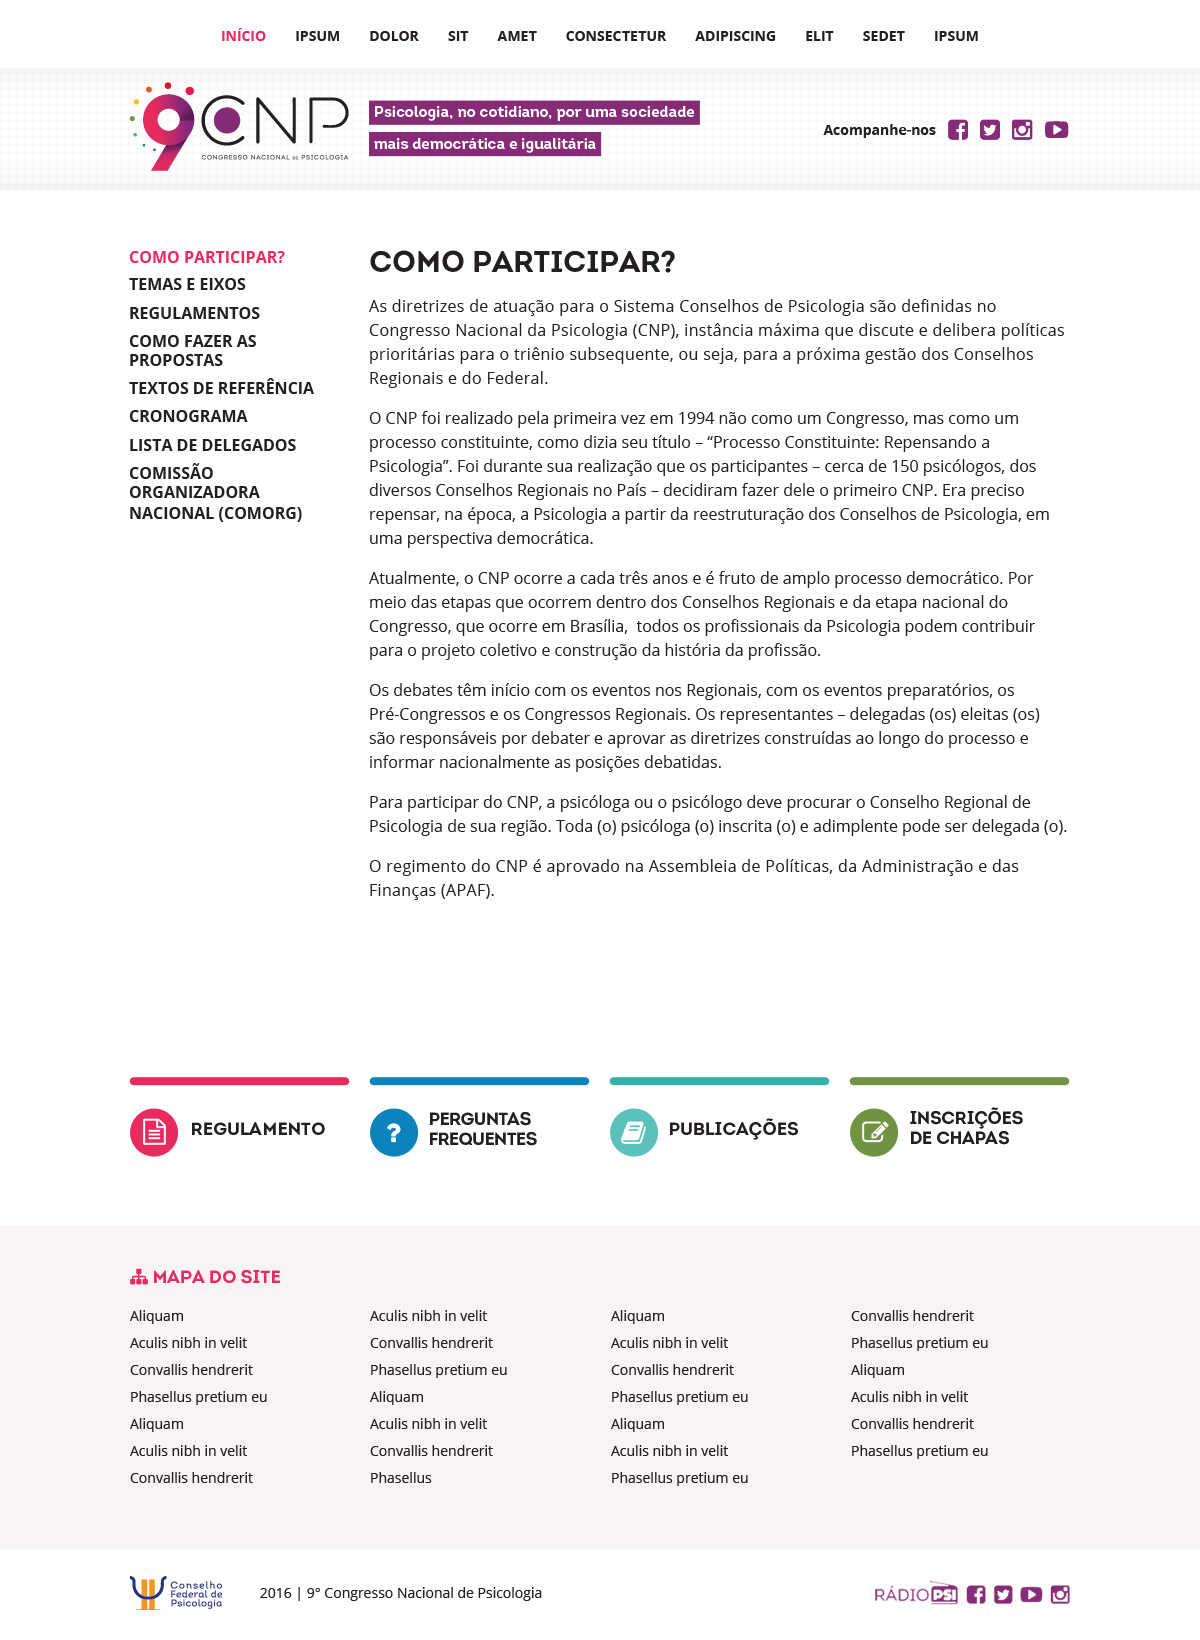 INÍCIO IPSUM DOLOR SIT AMET CONSECTETUR ADIPISCING ELIT SEDET IPSUM
9CNP
CONGRESSO NACIONAL DE PSICOLOGIA
Psicologia, no cotidiano, por uma sociedade
mais democrática e igualitária
Acompanhe-nos
COMO PARTICIPAR?
TEMAS E EIXOS
REGULAMENTOS
COMO FAZER AS
PROPOSTAS
TEXTOS DE REFERÊNCIA
CRONOGRAMA
LISTA DE DELEGADOS
COMISSÃO
ORGANIZADORA
NACIONAL (COMORG)
COMO PARTICIPAR?
As diretrizes de atuação para o Sistema Conselhos de Psicologia são definidas no
Congresso Nacional da Psicologia (CNP), instância máxima que discute e delibera políticas
prioritárias para o triênio subsequente, ou seja, para a próxima gestão dos Conselhos
Regionais e do Federal.
O CNP foi realizado pela primeira vez em 1994 não como um Congresso, mas como um
processo constituinte, como dizia seu título – “Processo Constituinte: Repensando a
Psicologia”. Foi durante sua realização que os participantes – cerca de 150 psicólogos, dos
diversos Conselhos Regionais no País – decidiram fazer dele o primeiro CNP. Era preciso
repensar, na época, a Psicologia a partir da reestruturação dos Conselhos de Psicologia, em
uma perspectiva democrática.
Atualmente, o CNP ocorre a cada três anos e é fruto de amplo processo democrático. Por
meio das etapas que ocorrem dentro dos Conselhos Regionais e da etapa nacional do
Congresso, que ocorre em Brasília,  todos os profissionais da Psicologia podem contribuir
para o projeto coletivo e construção da história da profissão.
Os debates têm início com os eventos nos Regionais, com os eventos preparatórios, os
Pré-Congressos e os Congressos Regionais. Os representantes – delegadas (os) eleitas (os)
são responsáveis por debater e aprovar as diretrizes construídas ao longo do processo e
informar nacionalmente as posições debatidas.
Para participar do CNP, a psicóloga ou o psicólogo deve procurar o Conselho Regional de
Psicologia de sua região. Toda (o) psicóloga (o) inscrita (o) e adimplente pode ser delegada (o).
O regimento do CNP é aprovado na Assembleia de Políticas, da Administração e das
Finanças (APAF).
REGULAMENTO
PERGUNTAS
FREQUENTES
PUBLICAÇÕES
INSCRIÇÕES
DE CHAPAS
MAPA DO SITE
Aliquam
Aculis nibh in velit
Convallis hendrerit
Phasellus pretium eu
Aliquam
Aculis nibh in velit
Convallis hendrerit
Aculis nibh in velit
Convallis hendrerit
Phasellus pretium eu
Aliquam
Aculis nibh in velit
Convallis hendrerit
Phasellus
Aliquam
Aculis nibh in velit
Convallis hendrerit
Phasellus pretium eu
Aliquam
Aculis nibh in velit
Phasellus pretium eu
Convallis hendrerit
Phasellus pretium eu
Aliquam
Aculis nibh in velit
Convallis hendrerit
Phasellus pretium eu
Conselho
Federal de
Psicologia
2016 | 9° Congresso Nacional de Psicologia
RÁDIO PSI